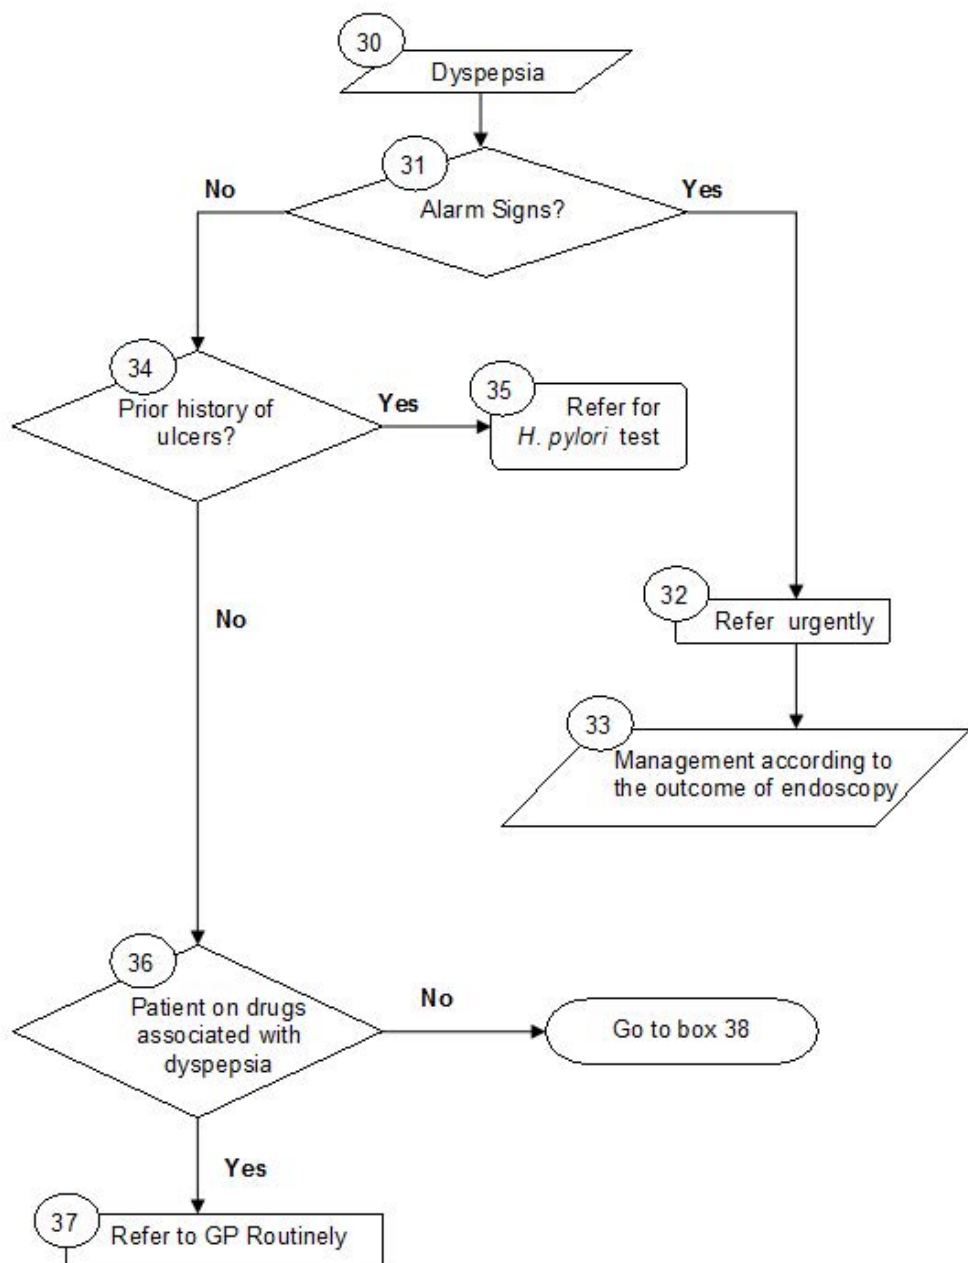 30
Dyspepsia
31
Alarm Signs?
No
Yes
34
Prior history of
ulcers?
Yes
35
Refer for
H. pylori test
No
32
Refer urgently
33
Management according to
the outcome of endoscopy
36
Patient on drugs
associated with
dyspepsia
No
Go to box 38
Yes
37
Refer to GP Routinely